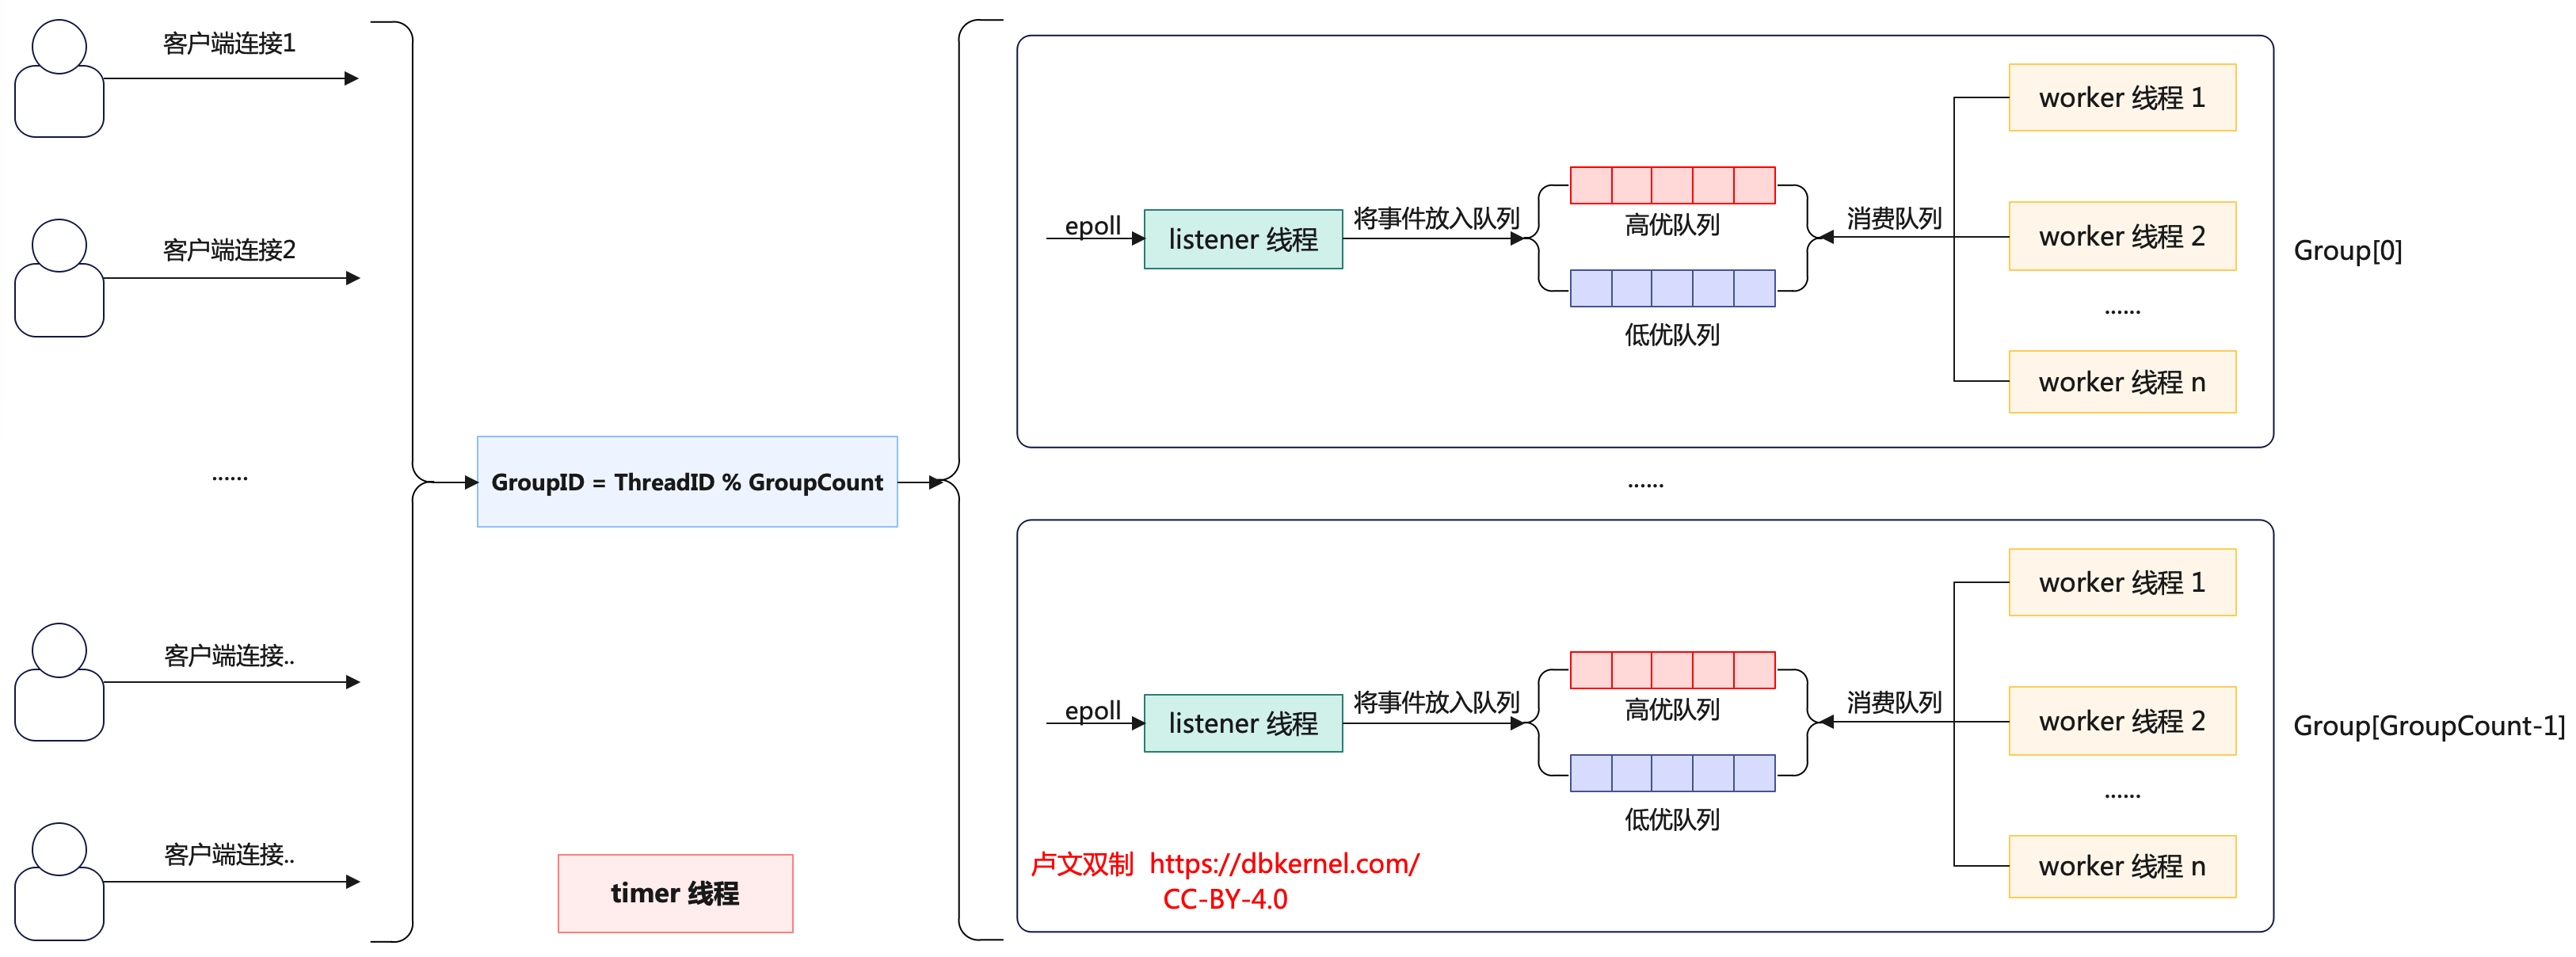 客户端连接1
客户端连接2
......
客户端连接..
客户端连接..
GroupID = ThreadID % GroupCount
timer 线程
epoll
listener 线程
将事件放入队列
高优队列
低优队列
消费队列
worker 线程 1
worker 线程 2
......
worker 线程 n
Group[0]
......
epoll
listener 线程
将事件放入队列
高优队列
低优队列
消费队列
worker 线程 1
worker 线程 2
......
worker 线程 n
Group[GroupCount-1]
卢文双制 https://dbkernel.com/
CC-BY-4.0